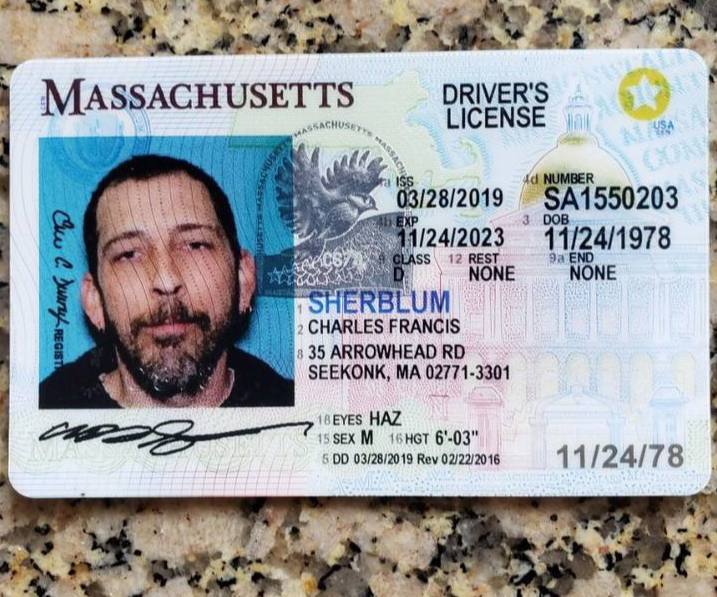 MASSACHUSETTS
DRIVER'S
LICENSE
USA
4a ISS
03/28/2019
4d NUMBER
SA1550203
4b EXP
11/24/2023
3 DOB
11/24/1978
9 CLASS
D
12 REST
NONE
9a END
NONE
1 SHERBLUM
2 CHARLES FRANCIS
8 35 ARROWHEAD RD
SEEKONK, MA 02771-3301
18 EYES HAZ
15 SEX M 16 HGT 6'-03"
5 DD 03/28/2019 Rev 02/22/2016
11/24/78